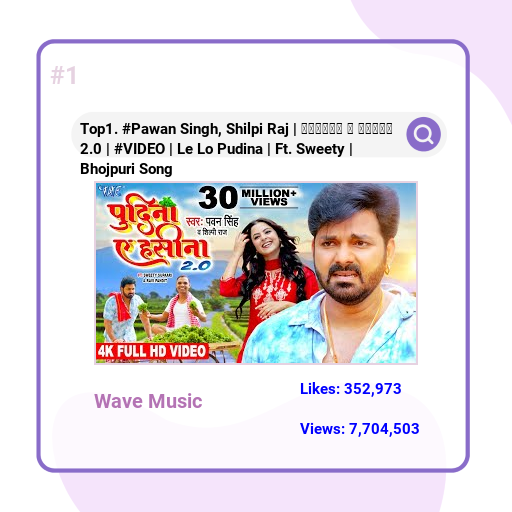 #1
Top1. #Pawan Singh, Shilpi Raj |
2.0 | #VIDEO | Le Lo Pudina | Ft. Sweety |
Bhojpuri Song
पुदीना
ए हसीना
2.0
30 MILLION+
VIEWS
स्वर: पवन सिंह
व शिल्पी राज
4K FULL HD VIDEO
Wave Music
Likes: 352,973
Views: 7,704,503